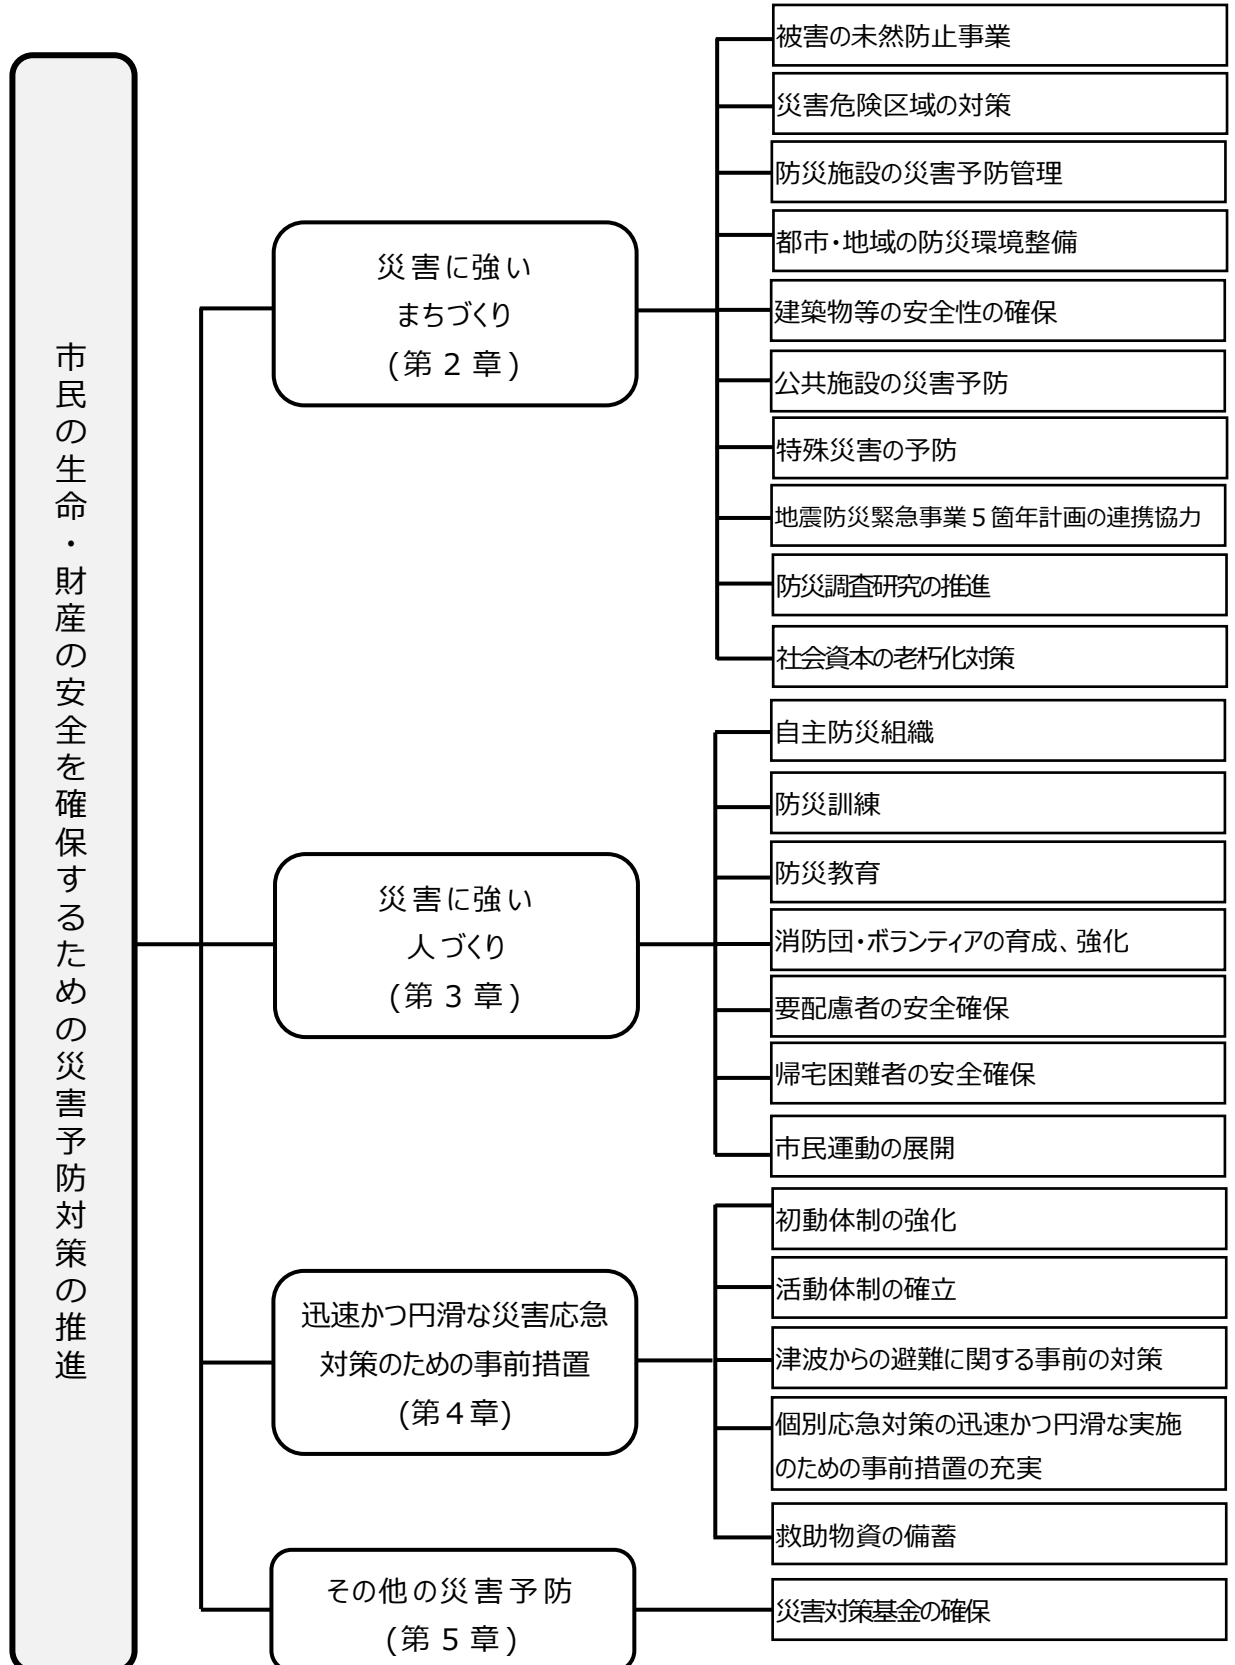 市民の生命・財産の安全を確保するための災害予防対策の推進
災害に強い
まちづくり
(第２章)
被害の未然防止事業
災害危険区域の対策
防災施設の災害予防管理
都市・地域の防災環境整備
建築物等の安全性の確保
公共施設の災害予防
特殊災害の予防
地震防災緊急事業５箇年計画の連携協力
防災調査研究の推進
社会資本の老朽化対策
災害に強い
人づくり
(第３章)
自主防災組織
防災訓練
防災教育
消防団・ボランティアの育成、強化
要配慮者の安全確保
帰宅困難者の安全確保
市民運動の展開
迅速かつ円滑な災害応急
対策のための事前措置
(第４章)
初動体制の強化
活動体制の確立
津波からの避難に関する事前の対策
個別応急対策の迅速かつ円滑な実施
のための事前措置の充実
救助物資の備蓄
その他の災害予防
(第５章)
災害対策基金の確保